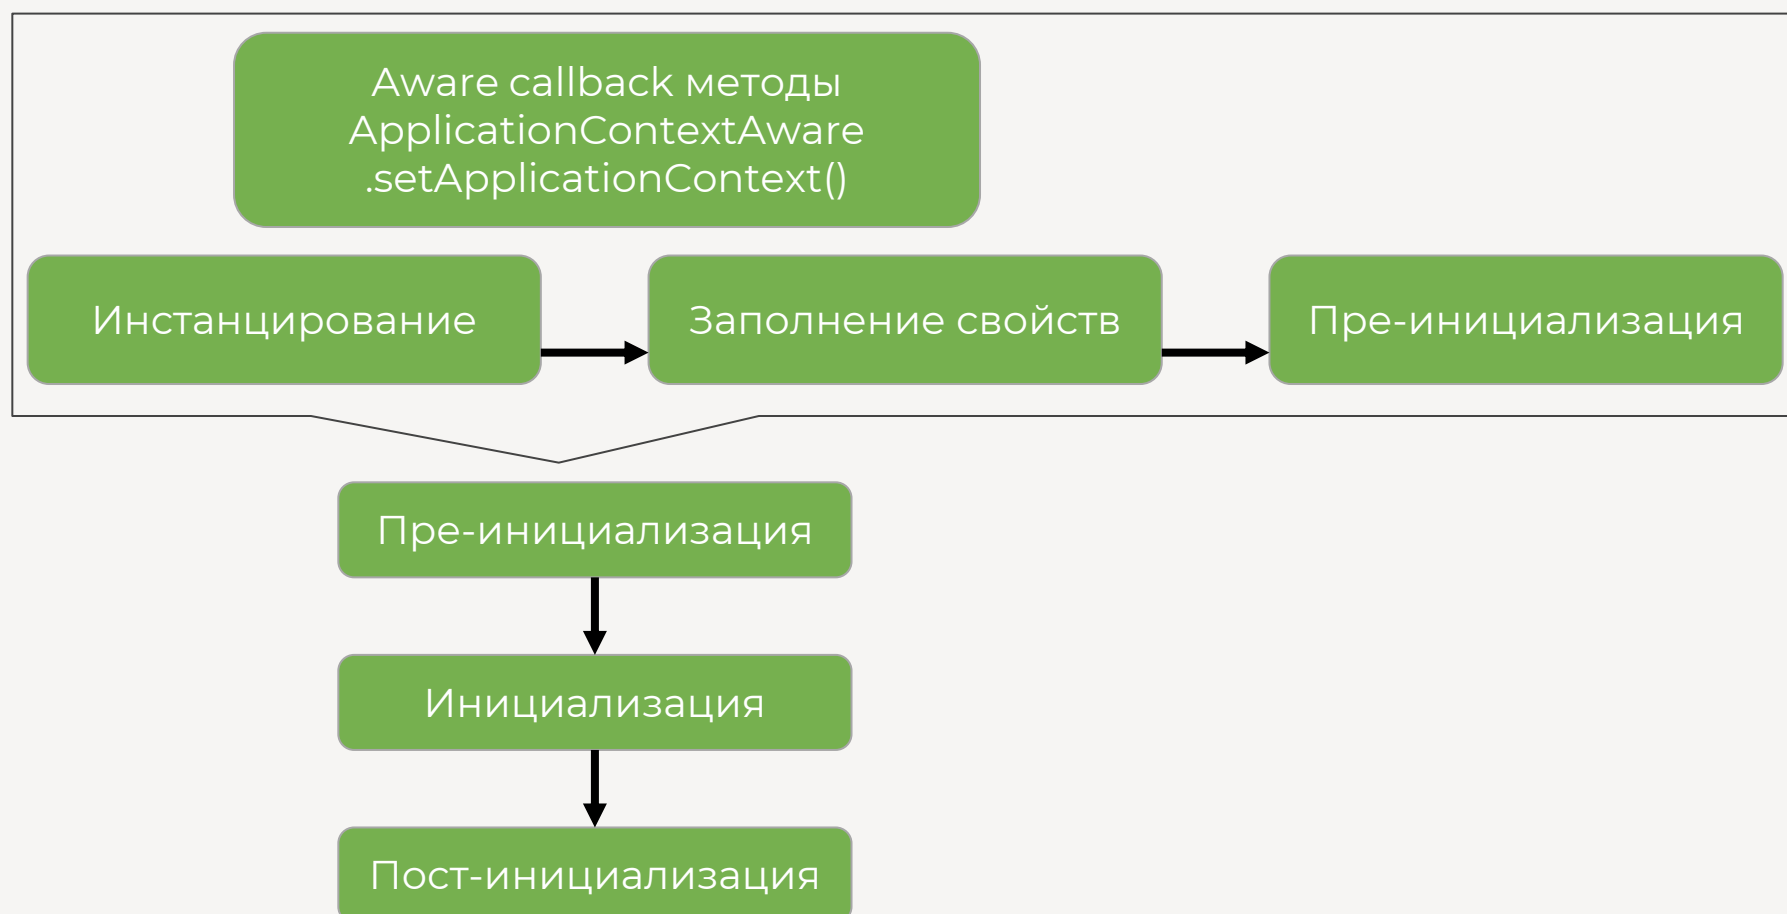 Aware callback методы
ApplicationContextAware
.setApplicationContext()
Инстанцирование
Заполнение свойств
Пре-инициализация
Пре-инициализация
Инициализация
Пост-инициализация